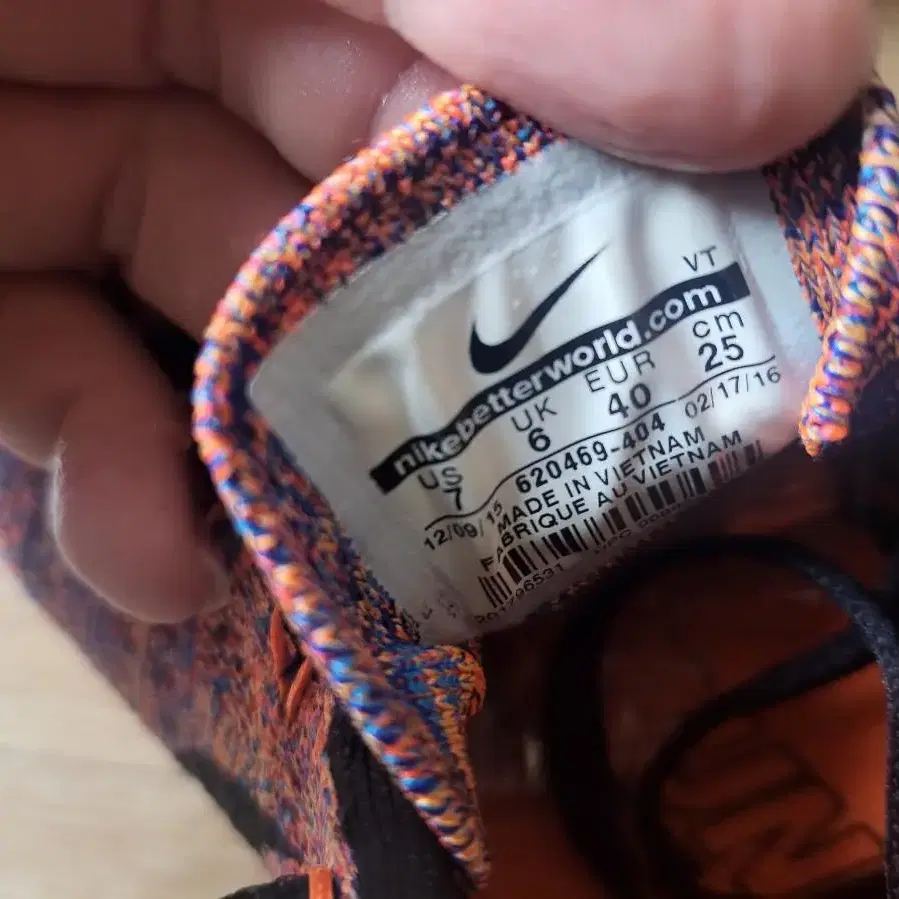 VT
nikebetterworld.com
US UK EUR cm
7 6 40 25
12/09/15 620469-404 02/17/16
MADE IN VIETNAM
FABRIQUE AU VIETNAM